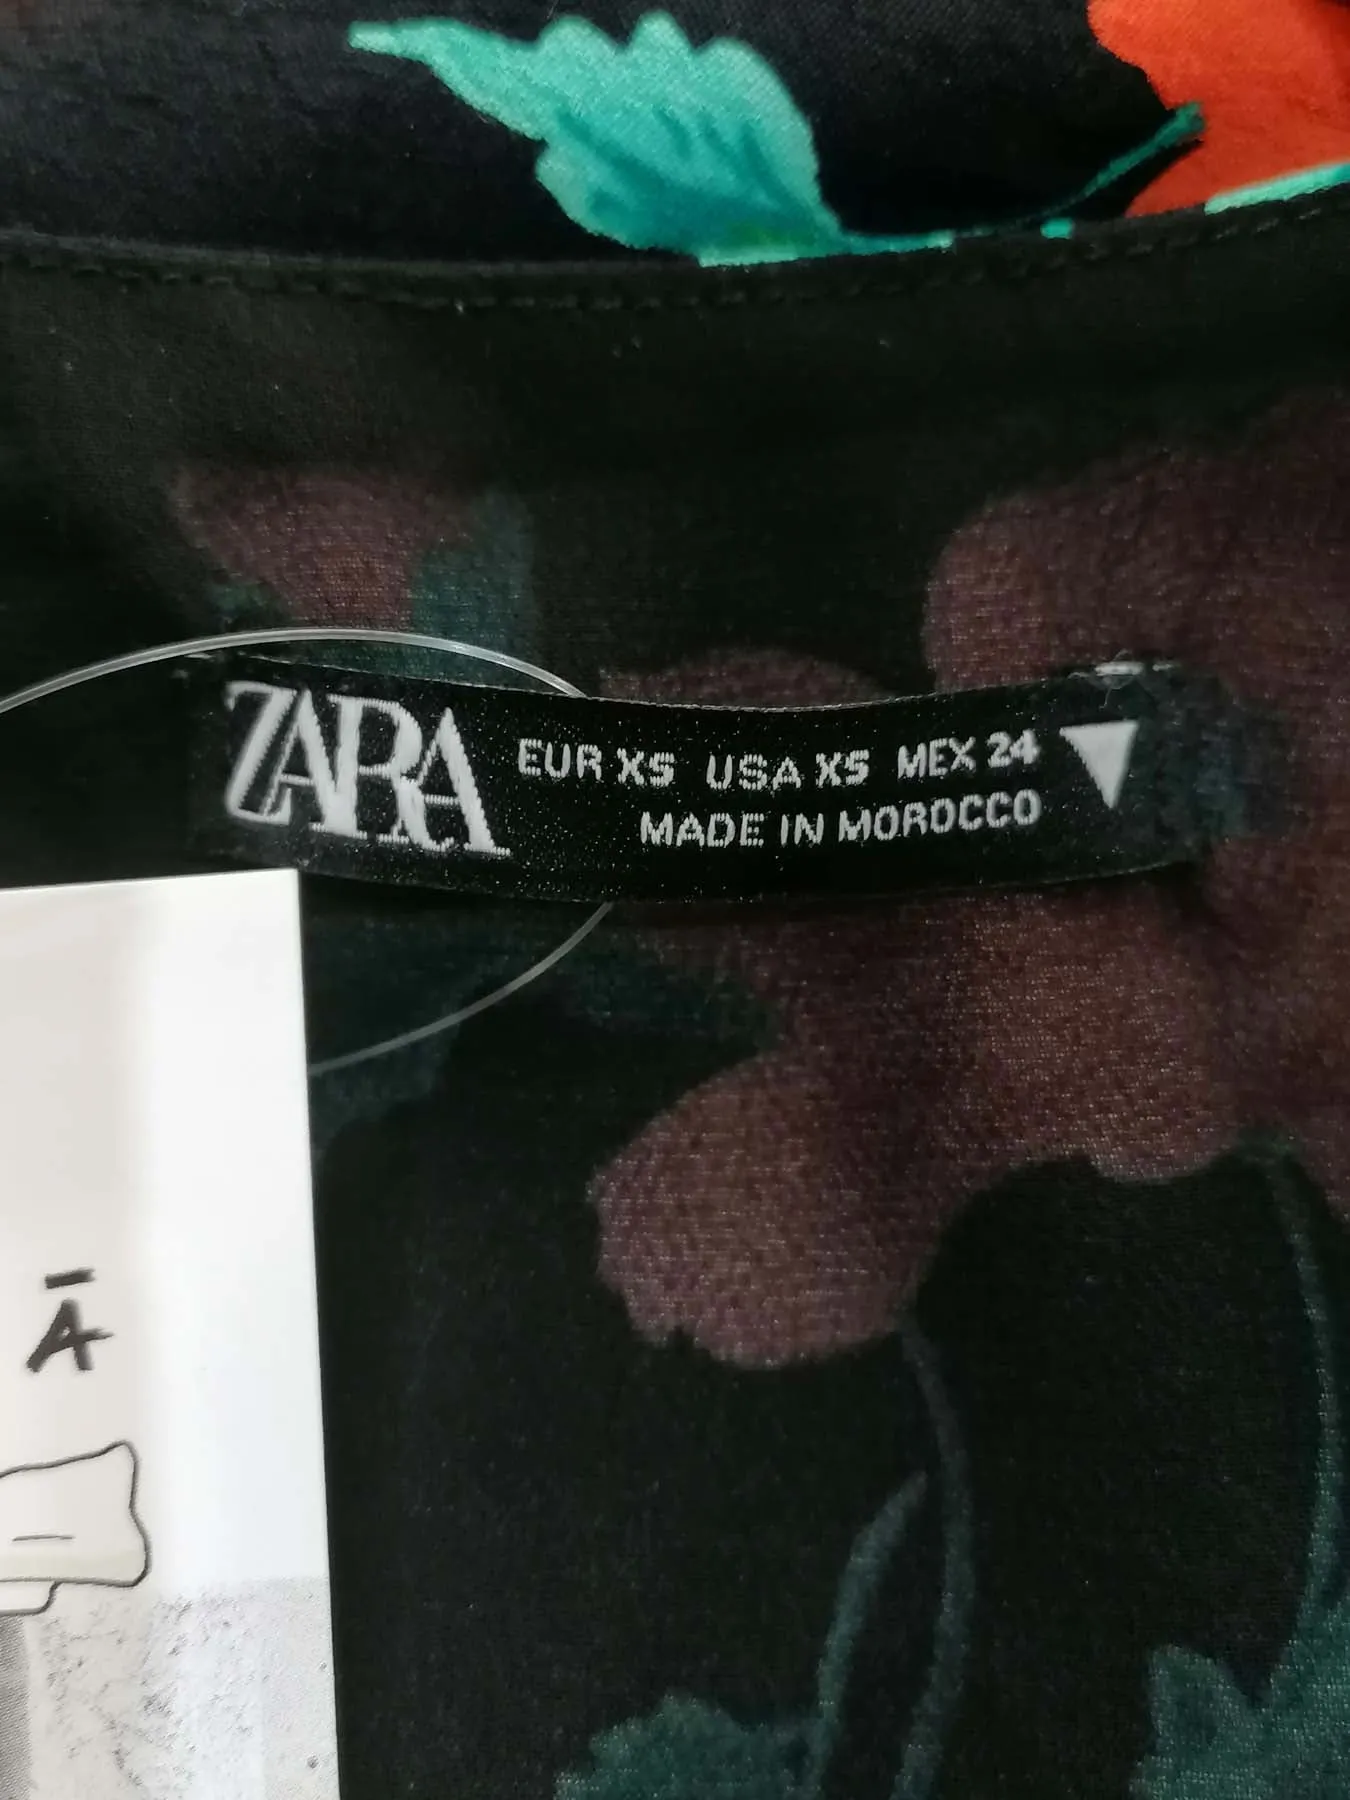 ZARA
EUR XS USA XS MEX 24
MADE IN MOROCCO
Ā